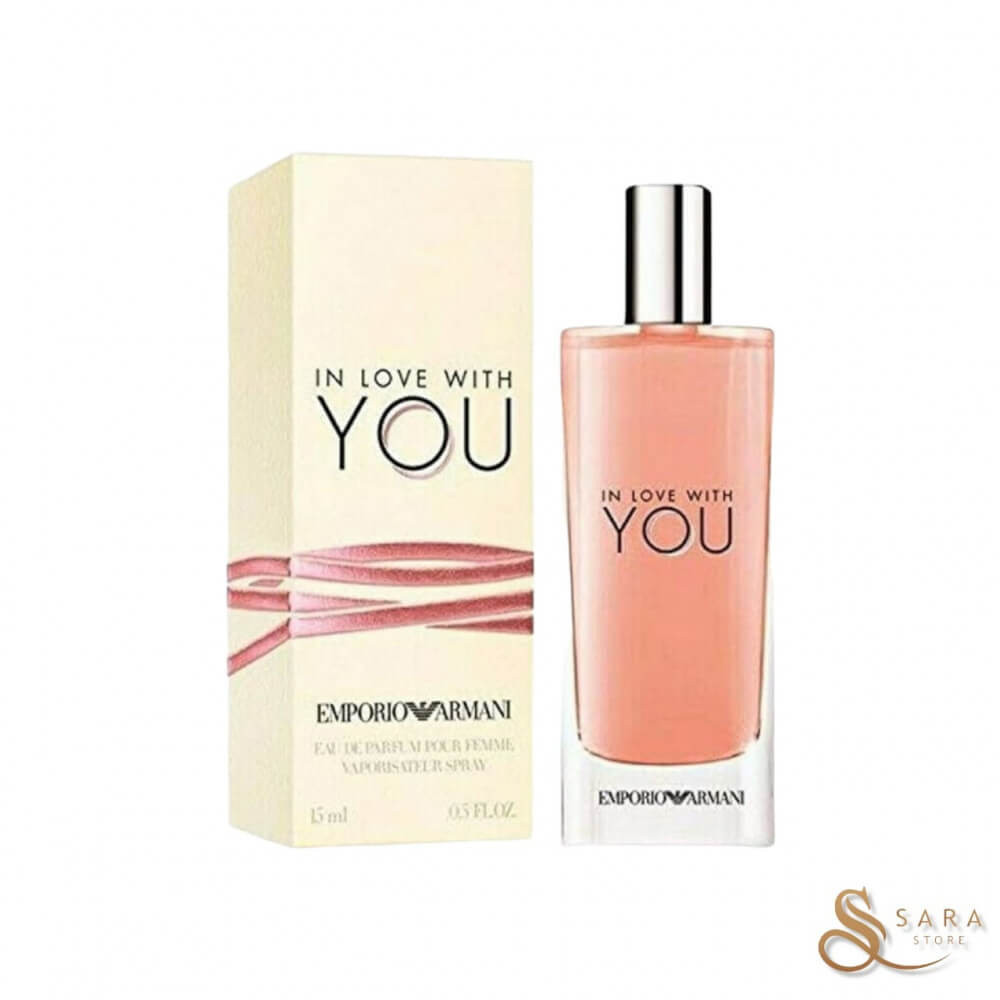 IN LOVE WITH
YOU
EMPORIO ARMANI
EAU DE PARFUM POUR FEMME
VAPORISATEUR SPRAY
15 ml 0.5 FL.OZ.
IN LOVE WITH
YOU
EMPORIO ARMANI
SARA
STORE